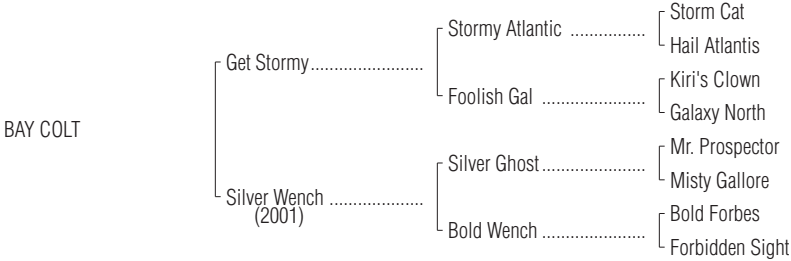 Storm Cat
Stormy Atlantic ................
Hail Atlantis
Get Stormy........................
Kiri's Clown
Foolish Gal ......................
Galaxy North
BAY COLT
Mr. Prospector
Silver Ghost......................
Misty Gallore
Silver Wench ....................
(2001)
Bold Forbes
Bold Wench ......................
Forbidden Sight